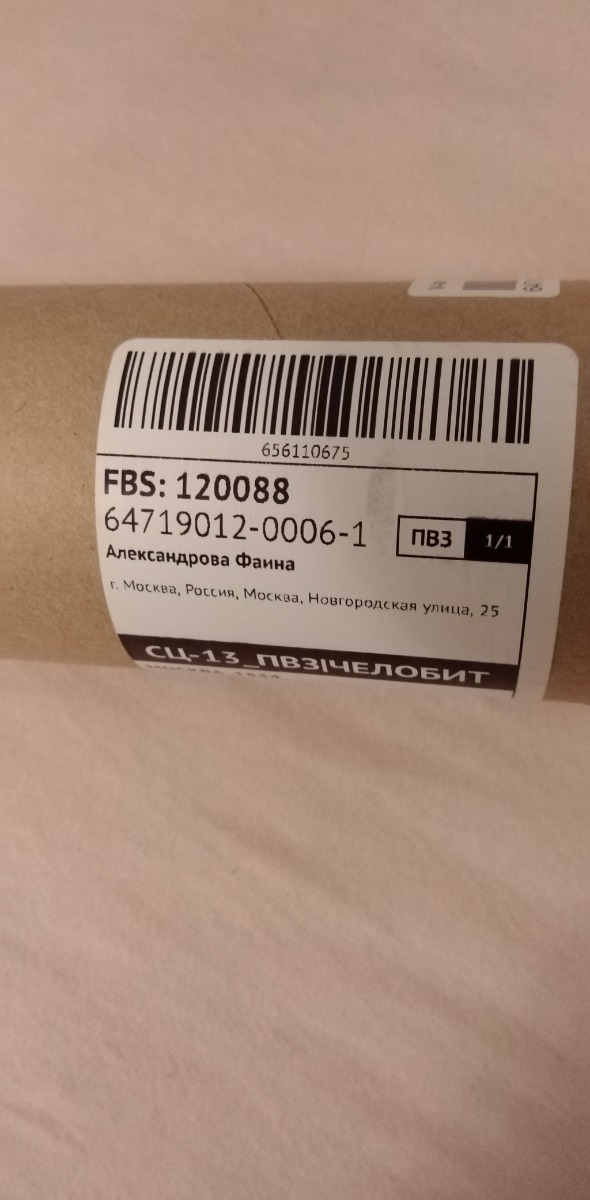 656110675
FBS: 120088
64719012-0006-1
ПВЗ 1/1
Александрова Фаина
г. Москва, Россия, Москва, Новгородская улица, 25
СЦ-13_ПВЗ|ЧЕЛОБИТ